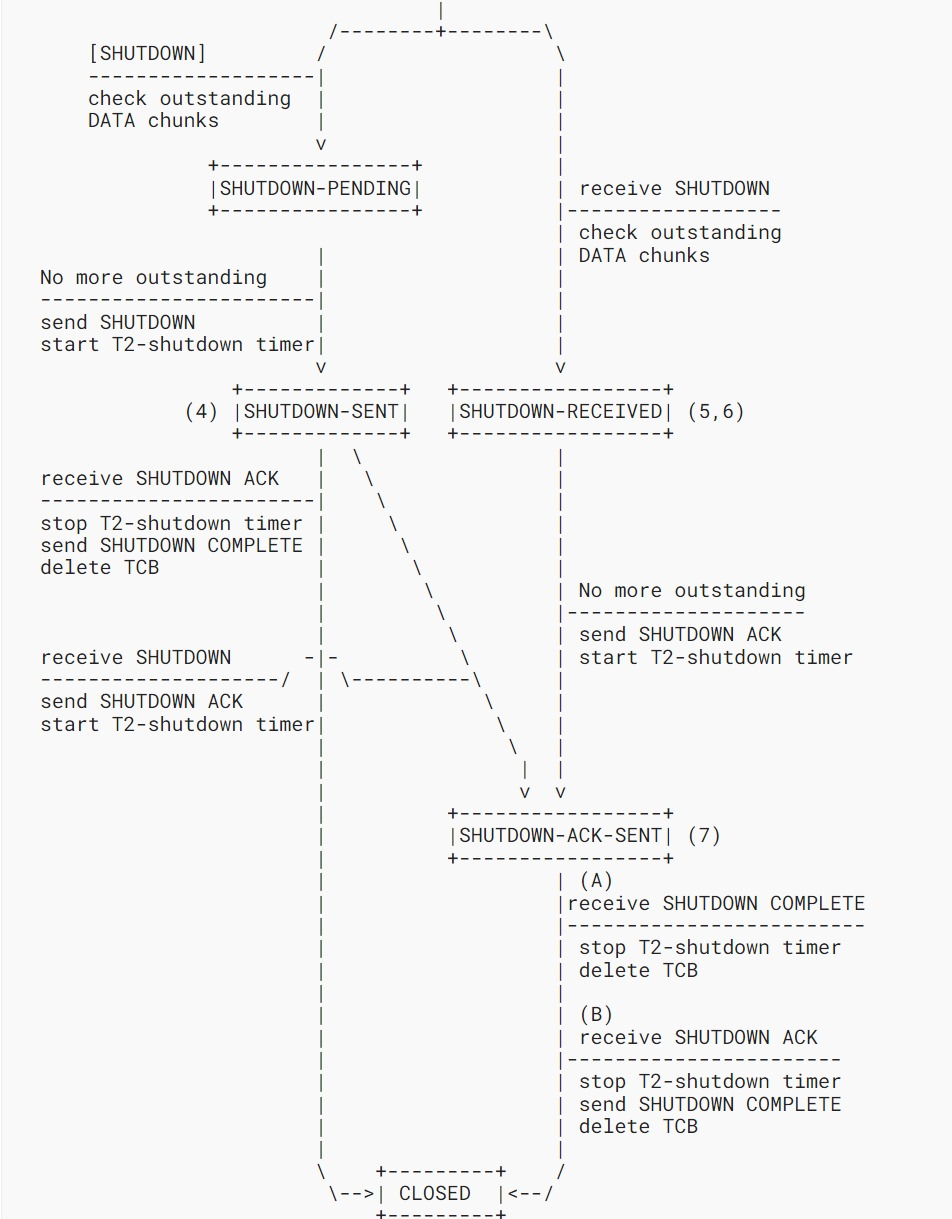 |
                         /--------+--------\
    [SHUTDOWN]          /                   \
    -------------------|                    |
    check outstanding  |                    |
    DATA chunks        |                    |
                       v                    |
              +----------------+            |
              |SHUTDOWN-PENDING|            | receive SHUTDOWN
              +----------------+            |------------------
                                            | check outstanding
                       |                    | DATA chunks
No more outstanding    |                    |
-----------------------|                    |
send SHUTDOWN          |                    |
start T2-shutdown timer|                    |
                       v                    v
                +-------------+   +-----------------+
            (4) |SHUTDOWN-SENT|   |SHUTDOWN-RECEIVED| (5,6)
                +-------------+   +-----------------+
                       |  \                 |
receive SHUTDOWN ACK   |   \                |
-----------------------|    \               |
stop T2-shutdown timer |     \              |
send SHUTDOWN COMPLETE |      \             |
delete TCB             |       \            |
                       |        \           | No more outstanding
                       |         \          |--------------------
                       |          \         | send SHUTDOWN ACK
receive SHUTDOWN      -|-          \        | start T2-shutdown timer
--------------------/  | \----------\       |
send SHUTDOWN ACK      |             \      |
start T2-shutdown timer|              \     |
                       |               \    |
                       |                |   |
                       |                v   v
                       |          +-----------------+
                       |          |SHUTDOWN-ACK-SENT| (7)
                       |          +-----------------+
                       |                    | (A)
                       |                    |receive SHUTDOWN COMPLETE
                       |                    |-------------------------
                       |                    | stop T2-shutdown timer
                       |                    | delete TCB
                       |                    |
                       |                    | (B)
                       |                    | receive SHUTDOWN ACK
                       |                    |-----------------------
                       |                    | stop T2-shutdown timer
                       |                    | send SHUTDOWN COMPLETE
                       |                    | delete TCB
                       |                    |
                       \    +---------+    /
                        \-->| CLOSED  |<--/
                            +---------+